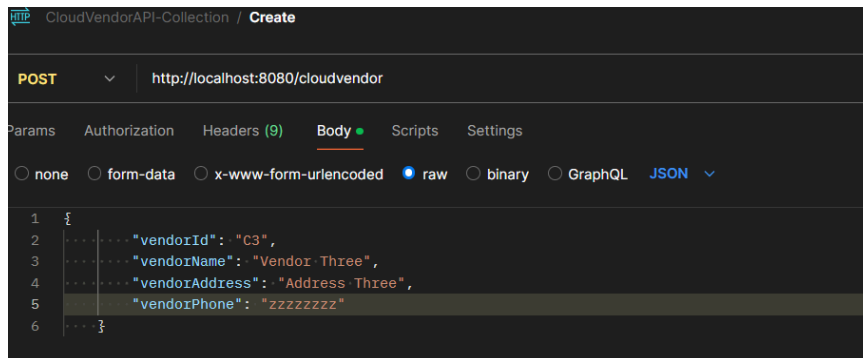 HTTP CloudVendorAPI-Collection / Create
POST http://localhost:8080/cloudvendor
Params Authorization Headers (9) Body Scripts Settings
none form-data x-www-form-urlencoded raw binary GraphQL JSON
1 {
2 "vendorId": "C3",
3 "vendorName": "Vendor Three",
4 "vendorAddress": "Address Three",
5 "vendorPhone": "zzzzzzzz"
6 }